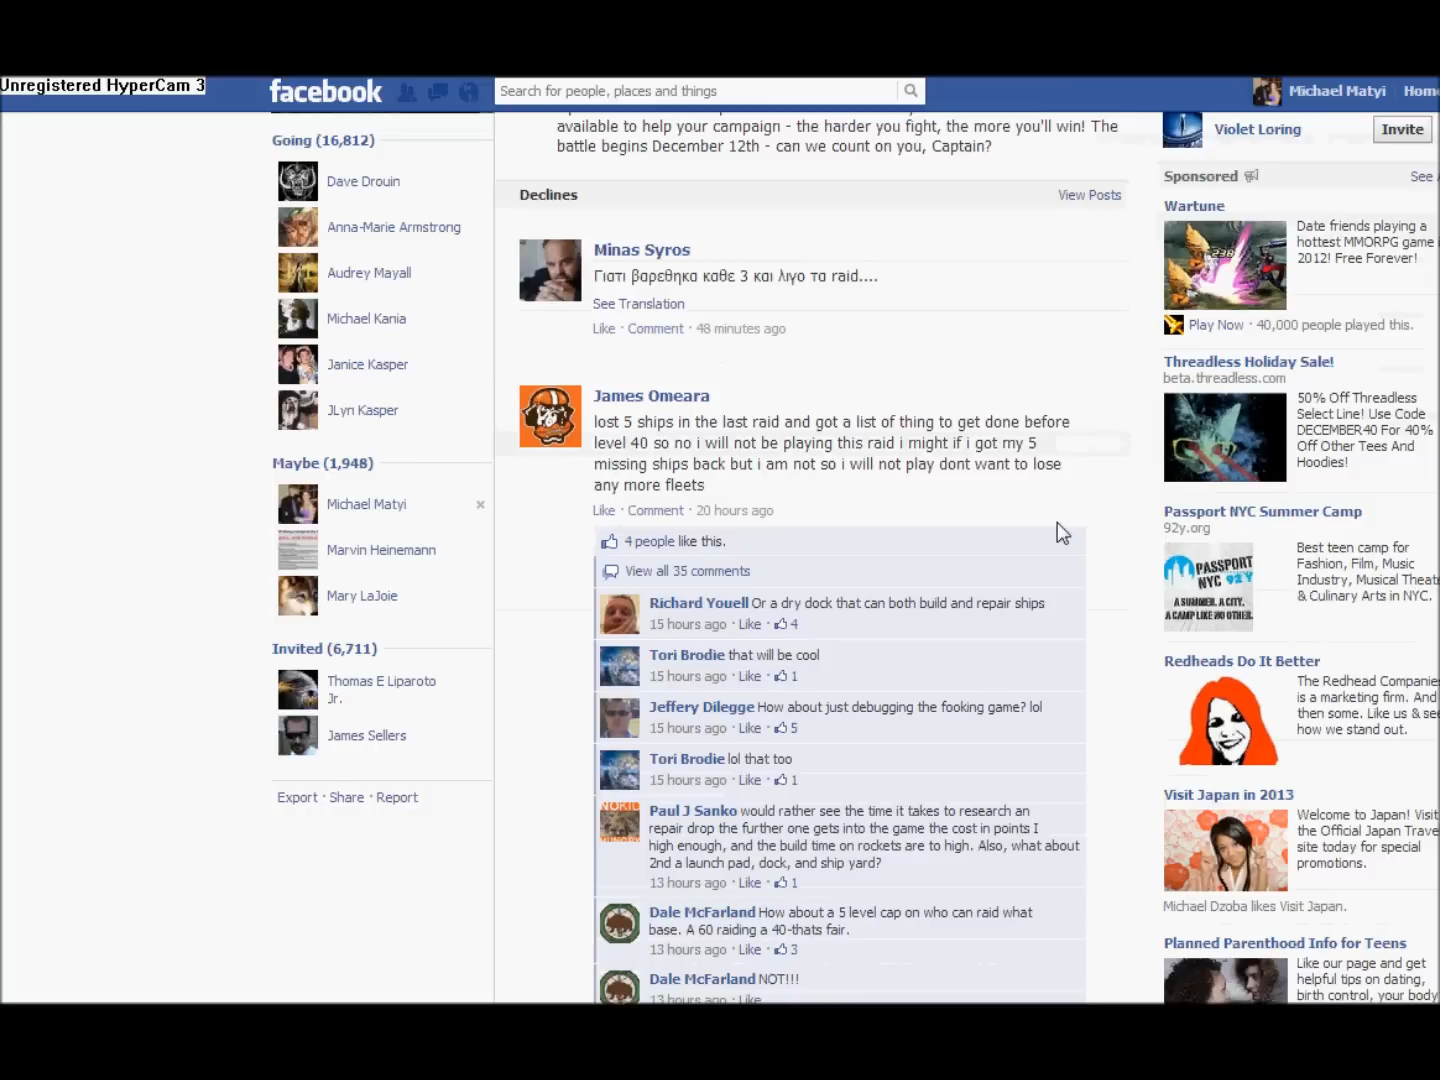 Unregistered HyperCam 3
facebook
Search for people, places and things
Michael Matyi
Home
Going (16,812)
Dave Drouin
Anna-Marie Armstrong
Audrey Mayall
Michael Kania
Janice Kasper
JLyn Kasper
Maybe (1,948)
Michael Matyi
Marvin Heinemann
Mary LaJoie
Invited (6,711)
Thomas E Liparoto
Jr.
James Sellers
Export · Share · Report
available to help your campaign - the harder you fight, the more you'll win! The
battle begins December 12th - can we count on you, Captain?
Declines
View Posts
Minas Syros
Γιατι βαρεθηκα καθε 3 και λιγο τα raid....
See Translation
Like · Comment · 48 minutes ago
James Omeara
lost 5 ships in the last raid and got a list of thing to get done before
level 40 so no i will not be playing this raid i might if i got my 5
missing ships back but i am not so i will not play dont want to lose
any more fleets
Like · Comment · 20 hours ago
4 people like this.
View all 35 comments
Richard Youell Or a dry dock that can both build and repair ships
15 hours ago · Like · 4
Tori Brodie that will be cool
15 hours ago · Like · 1
Jeffery Dilegge How about just debugging the fooking game? lol
15 hours ago · Like · 5
Tori Brodie lol that too
15 hours ago · Like · 1
Paul J Sanko would rather see the time it takes to research an
repair drop the further one gets into the game the cost in points I
high enough, and the build time on rockets are to high. Also, what about
2nd a launch pad, dock, and ship yard?
13 hours ago · Like · 1
Dale McFarland How about a 5 level cap on who can raid what
base. A 60 raiding a 40-thats fair.
13 hours ago · Like · 3
Dale McFarland NOT!!!
13 hours ago · Like
Violet Loring
Invite
Sponsored
See
Wartune
Date friends playing a
hottest MMORPG game
2012! Free Forever!
238
Play Now · 40,000 people played this.
Threadless Holiday Sale!
beta.threadless.com
50% Off Threadless
Select Line! Use Code
DECEMBER40 For 40%
Off Other Tees And
Hoodies!
Passport NYC Summer Camp
92y.org
PASSPORT
NYC 92Y
A SUMMER. A CITY.
A CAMP LIKE NO OTHER.
Best teen camp for
Fashion, Film, Music
Industry, Musical Theat
& Culinary Arts in NYC.
Redheads Do It Better
The Redhead Companie
is a marketing firm. And
then some. Like us & see
how we stand out.
Visit Japan in 2013
Welcome to Japan! Visit
the Official Japan Trave
site today for special
promotions.
Michael Dzoba likes Visit Japan.
Planned Parenthood Info for Teens
Like our page and get
helpful tips on dating,
birth control, your body